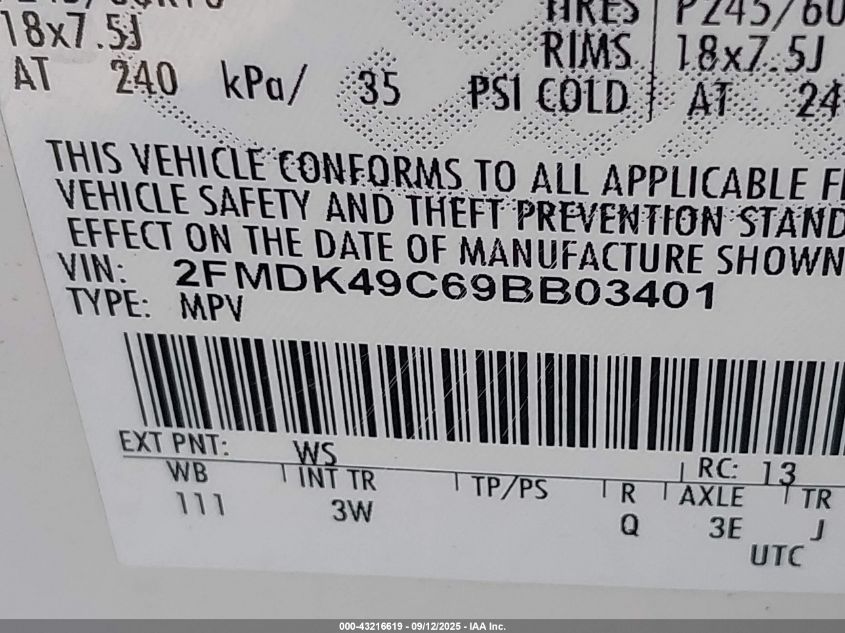 18x7.5J
AT 240 kPa/ 35 PSI COLD
TIRES P245/60
RIMS 18x7.5J
AT 24
THIS VEHICLE CONFORMS TO ALL APPLICABLE
VEHICLE SAFETY AND THEFT PREVENTION STAND
EFFECT ON THE DATE OF MANUFACTURE SHOWN
VIN: 2FMDK49C69BB03401
TYPE: MPV
EXT PNT: WS RC: 13
WB INT TR TP/PS R AXLE TR
111 3W Q 3E J
UTC
000-43216619 - 09/12/2025 - IAA Inc.